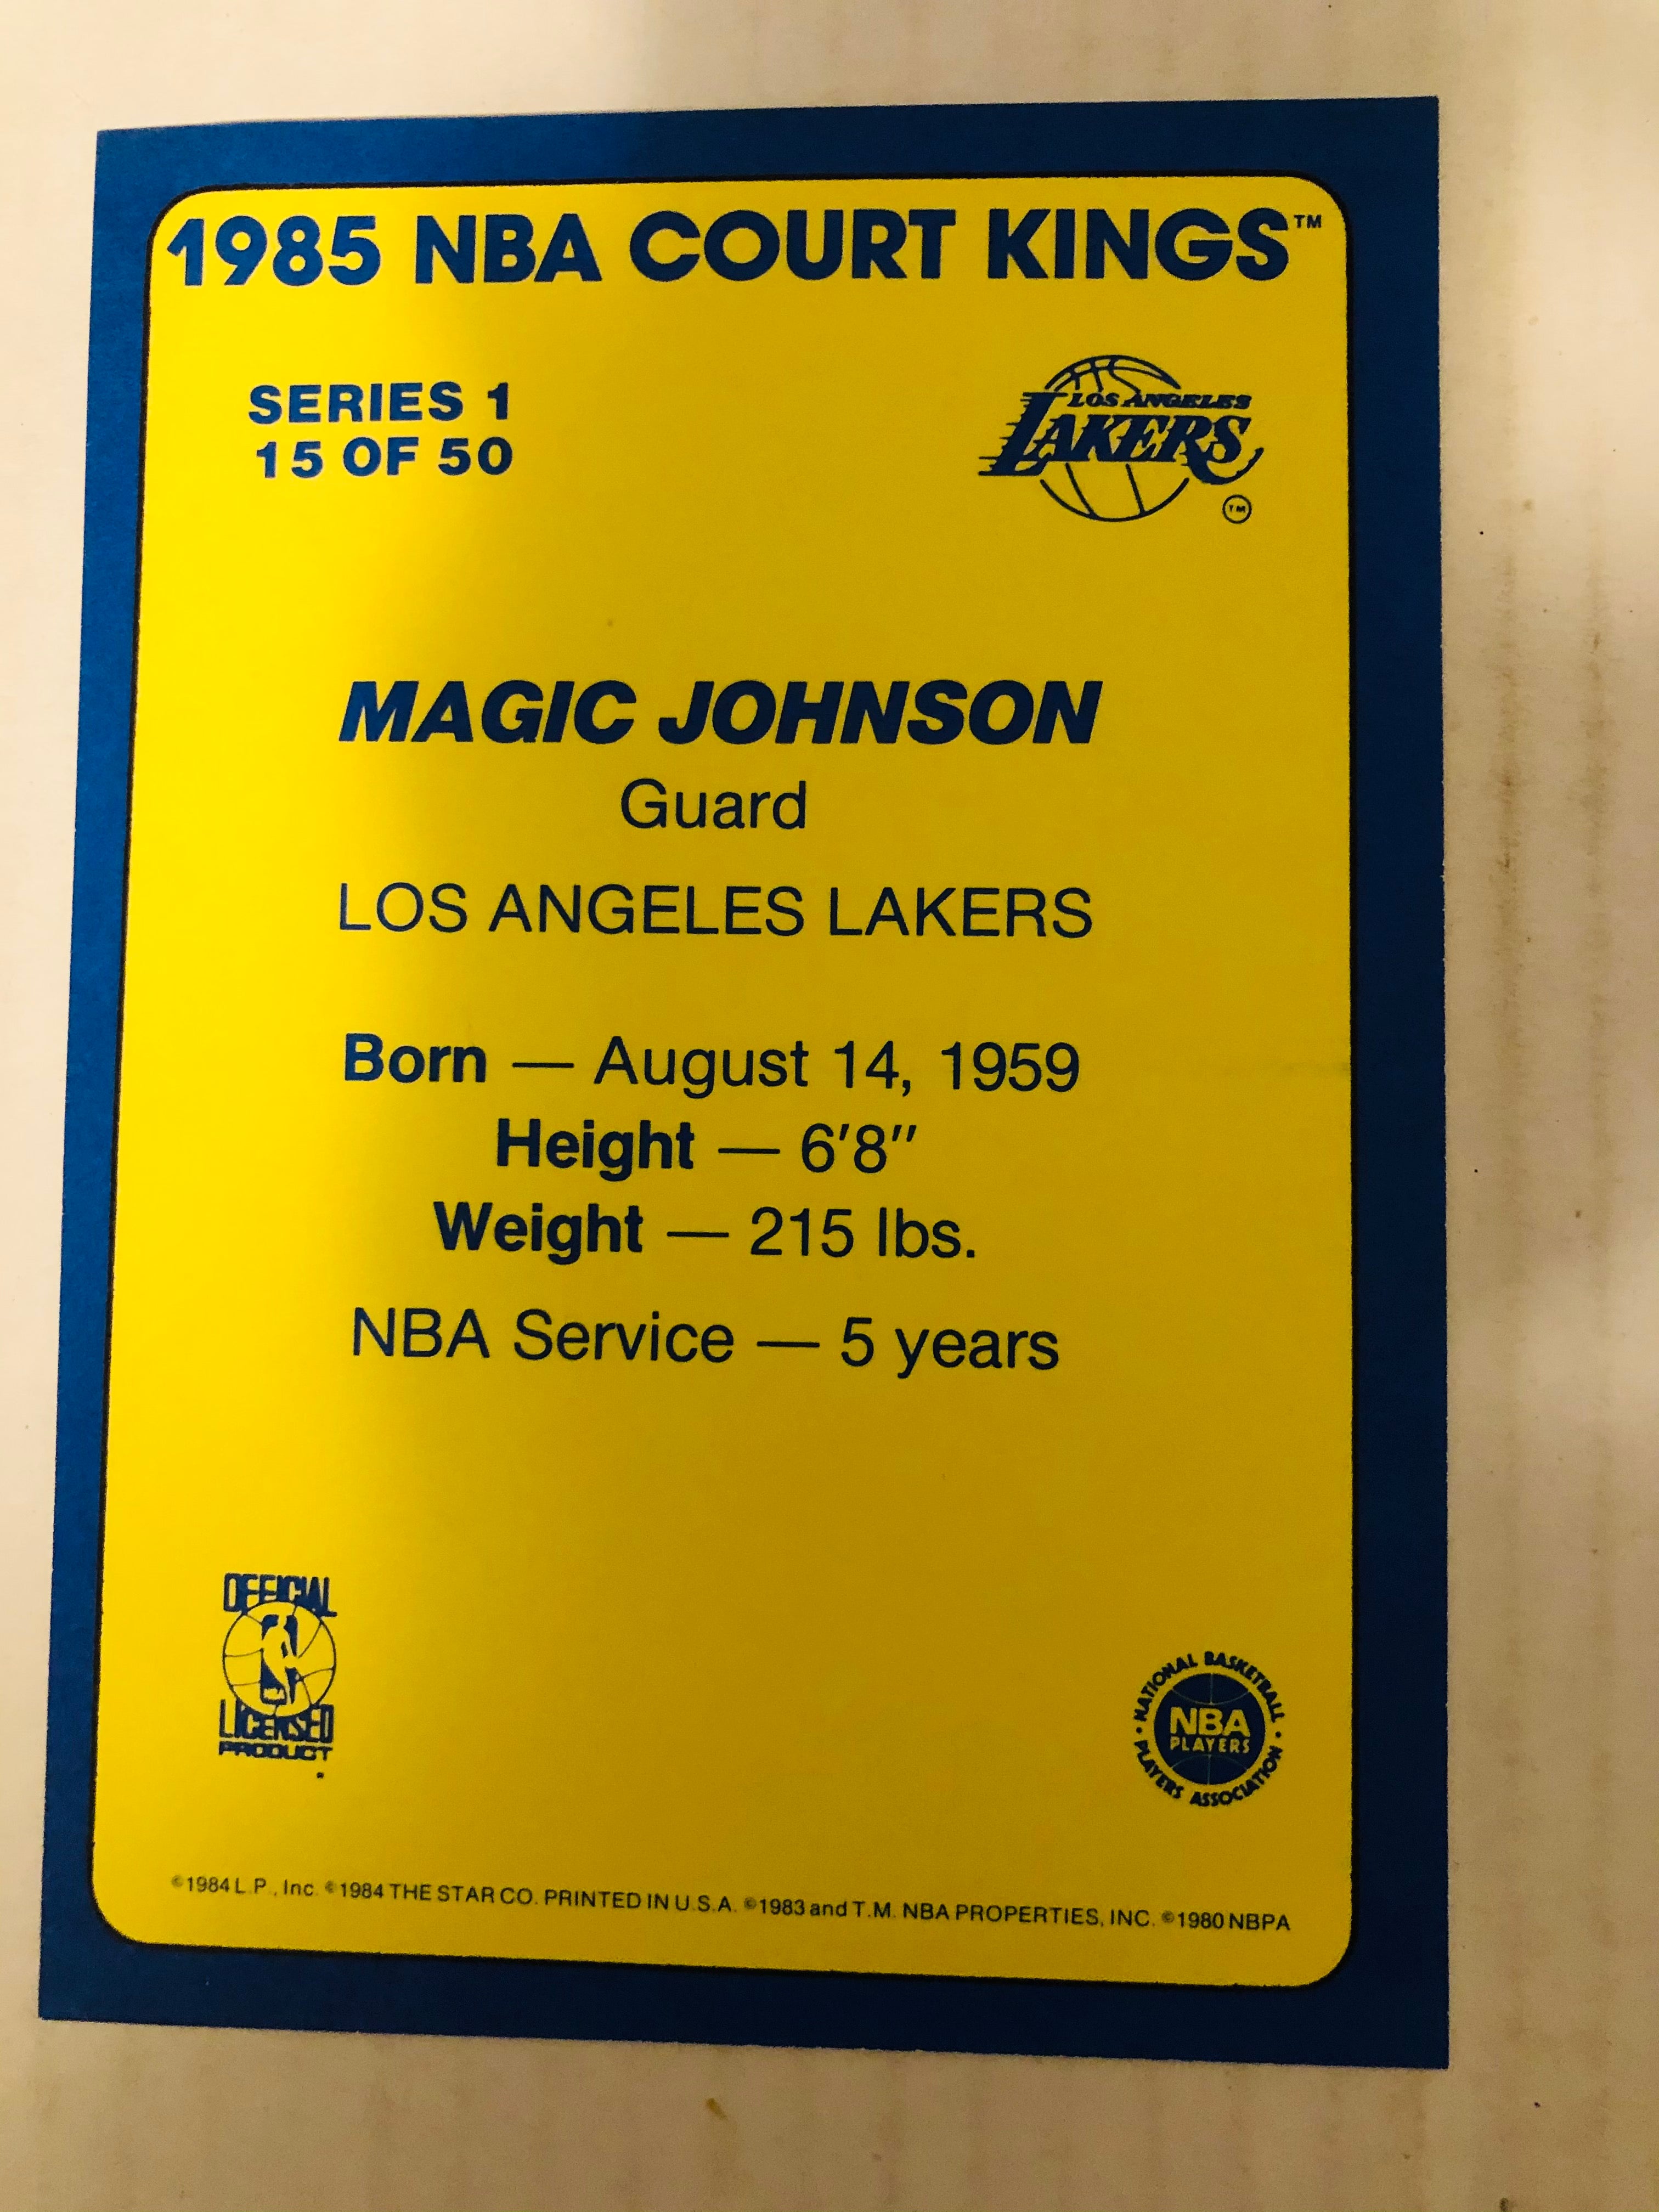 1985 NBA COURT KINGS™
SERIES 1
15 OF 50
LOS ANGELES
LAKERS
TM
MAGIC JOHNSON
Guard
LOS ANGELES LAKERS
Born — August 14, 1959
Height — 6'8"
Weight — 215 lbs.
NBA Service — 5 years
OFFICIAL
LICENSED
PRODUCT
NATIONAL BASKETBALL
NBA
PLAYERS
PLAYERS ASSOCIATION
©1984 L.P., Inc. ©1984 THE STAR CO. PRINTED IN U.S.A. ©1983 and T.M. NBA PROPERTIES, INC. ©1980 NBPA